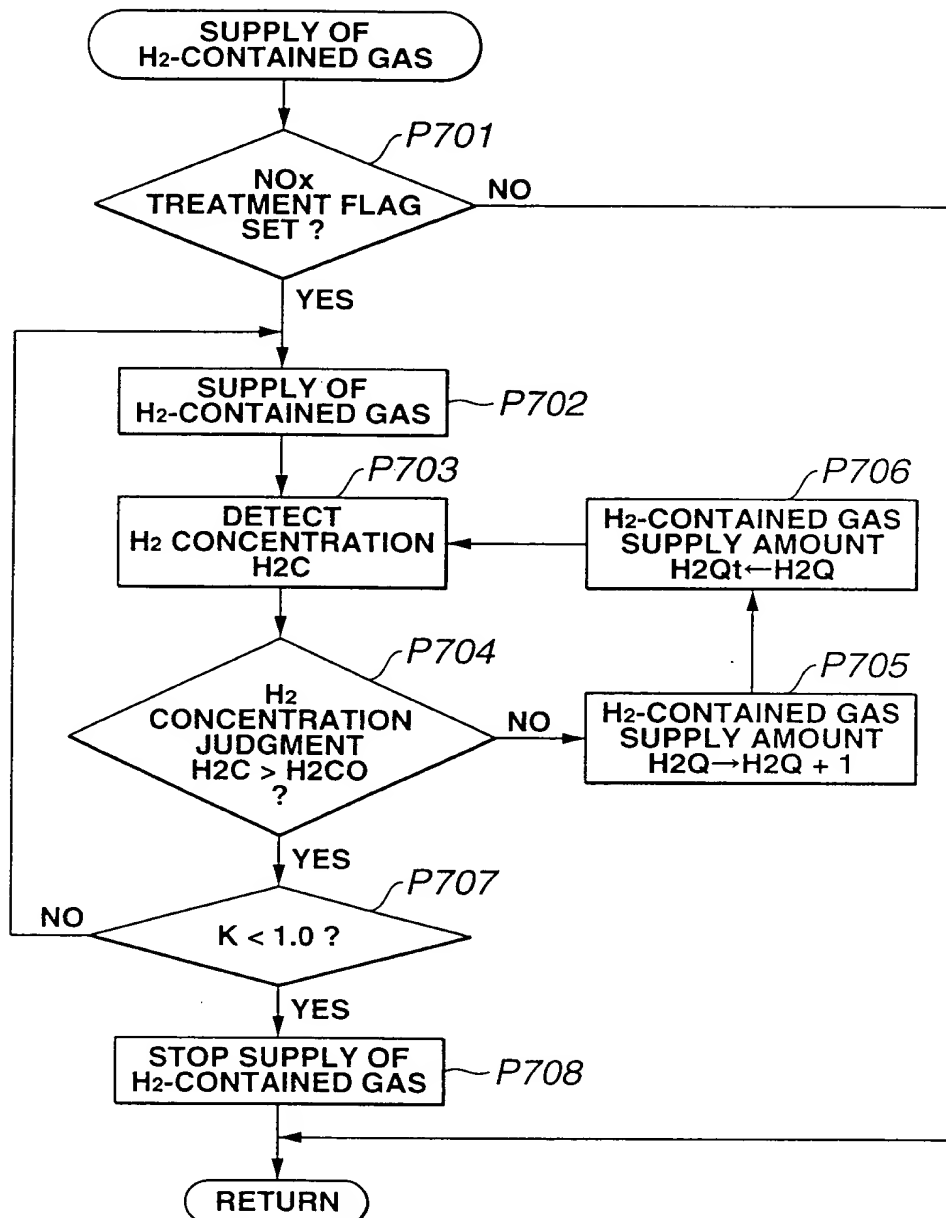 SUPPLY OF
H2-CONTAINED GAS
P701
NOx
TREATMENT FLAG
SET ?
NO
YES
SUPPLY OF
H2-CONTAINED GAS
P702
P703
DETECT
H2 CONCENTRATION
H2C
P706
H2-CONTAINED GAS
SUPPLY AMOUNT
H2Qt←H2Q
P704
H2
CONCENTRATION
JUDGMENT
H2C > H2CO
?
NO
P705
H2-CONTAINED GAS
SUPPLY AMOUNT
H2Q→H2Q + 1
YES
P707
NO
K < 1.0 ?
YES
STOP SUPPLY OF
H2-CONTAINED GAS
P708
RETURN